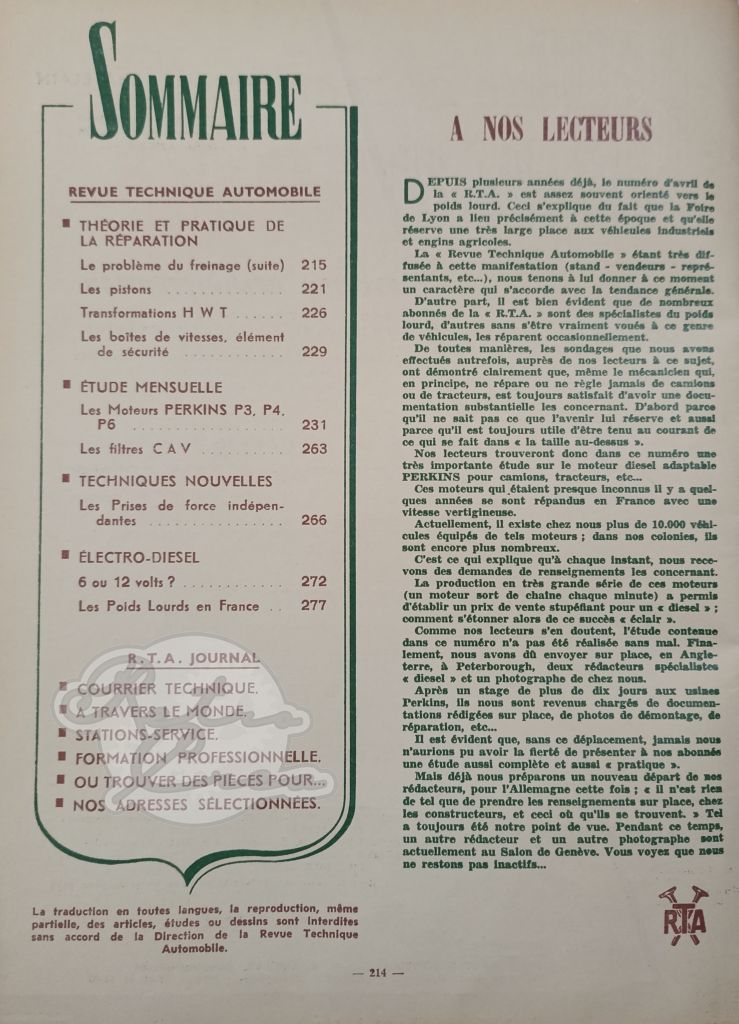 SOMMAIRE
REVUE TECHNIQUE AUTOMOBILE
■ THÉORIE ET PRATIQUE DE
LA RÉPARATION
Le problème du freinage (suite) 215
Les pistons .......... 221
Transformations H W T ...... 226
Les boîtes de vitesses, élément
de sécurité .......... 229
■ ÉTUDE MENSUELLE
Les Moteurs PERKINS P3, P4,
P6 ............... 231
Les filtres C A V ......... 263
■ TECHNIQUES NOUVELLES
Les Prises de force indépen-
dantes .............. 266
■ ÉLECTRO-DIESEL
6 ou 12 volts ? .......... 272
Les Poids Lourds en France .. 277
R.T.A. JOURNAL
■ COURRIER TECHNIQUE.
■ A TRAVERS LE MONDE.
■ STATIONS-SERVICE.
■ FORMATION PROFESSIONNELLE.
■ OU TROUVER DES PIÈCES POUR...
■ NOS ADRESSES SÉLECTIONNÉES.
La traduction en toutes langues, la reproduction, même
partielle, des articles, études ou dessins sont interdites
sans accord de la Direction de la Revue Technique
Automobile.
A NOS LECTEURS
DEPUIS plusieurs années déjà, le numéro d'avril de
la « R.T.A. » est assez souvent orienté vers le
poids lourd. Ceci s'explique du fait que la Foire
de Lyon a lieu précisément à cette époque et qu'elle
réserve une très large place aux véhicules industriels
et engins agricoles.
La « Revue Technique Automobile » étant très dif-
fusée à cette manifestation (stand - vendeurs - repré-
sentants, etc...), nous tenons à lui donner à ce moment
un caractère qui s'accorde avec la tendance générale.
D'autre part, il est bien évident que de nombreux
abonnés de la « R.T.A. » sont des spécialistes du poids
lourd, d'autres sans s'être vraiment voués à ce genre
de véhicules, les réparent occasionnellement.
De toutes manières, les sondages que nous avons
effectués autrefois, auprès de nos lecteurs à ce sujet,
ont démontré clairement que, même le mécanicien qui,
en principe, ne répare ou ne règle jamais de camions
ou de tracteurs, est toujours satisfait d'avoir une docu-
mentation substantielle les concernant. D'abord parce
qu'il ne sait pas ce que l'avenir lui réserve et aussi
parce qu'il est toujours utile d'être tenu au courant de
ce qui se fait dans « la taille au-dessus ».
Nos lecteurs trouveront donc dans ce numéro une
très importante étude sur le moteur diesel adaptable
PERKINS pour camions, tracteurs, etc...
Ces moteurs qui étaient presque inconnus il y a quel-
ques années se sont répandus en France avec une
vitesse vertigineuse.
Actuellement, il existe chez nous plus de 10.000 véhi-
cules équipés de tels moteurs ; dans nos colonies, ils
sont encore plus nombreux.
C'est ce qui explique qu'à chaque instant, nous rece-
vons des demandes de renseignements les concernant.
La production en très grande série de ces moteurs
(un moteur sort de chaine chaque minute) a permis
d'établir un prix de vente stupéfiant pour un « diesel » ;
comment s'étonner alors de ce succès « éclair ».
Comme nos lecteurs s'en doutent, l'étude contenue
dans ce numéro n'a pas été réalisée sans mal. Fina-
lement, nous avons dû envoyer sur place, en Angle-
terre, à Peterborough, deux rédacteurs spécialistes
« diesel » et un photographe de chez nous.
Après un stage de plus de dix jours aux usines
Perkins, ils nous sont revenus chargés de documen-
tations rédigées sur place, de photos de démontage, de
réparation, etc...
Il est évident que, sans ce déplacement, jamais nous
n'aurions pu avoir la fierté de présenter à nos abonnés
une étude aussi complète et aussi « pratique ».
Mais déjà nous préparons un nouveau départ de nos
rédacteurs, pour l'Allemagne cette fois ; « il n'est rien
de tel que de prendre les renseignements sur place, chez
les constructeurs, et ceci où qu'ils se trouvent. » Tel
a toujours été notre point de vue. Pendant ce temps,
un autre rédacteur et un autre photographe sont
actuellement au Salon de Genève. Vous voyez que nous
ne restons pas inactifs...
RTA
— 214 —